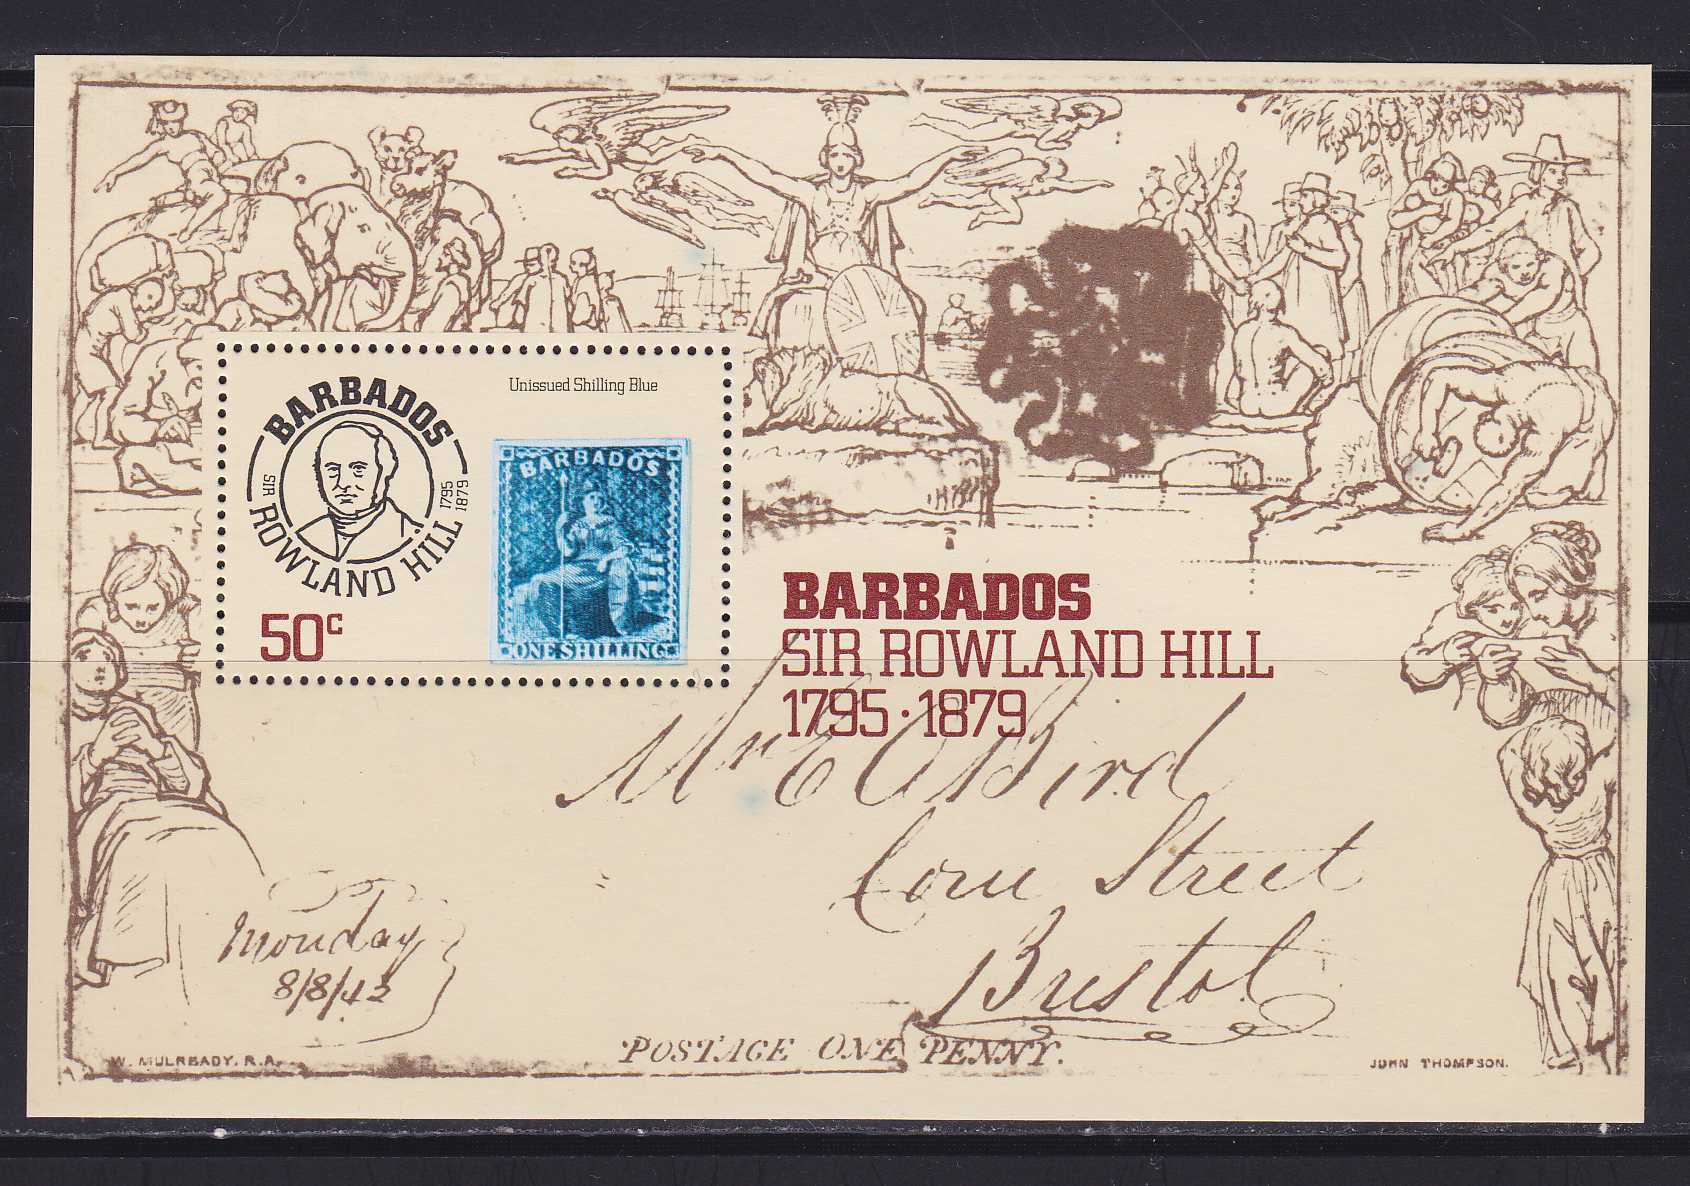 Unissued Shilling Blue
BARBADOS
SIR ROWLAND HILL
1795
1879
50c
BARBADOS
ONE SHILLING
BARBADOS
SIR ROWLAND HILL
1795·1879
Mr E O Bird
Corn Street
Bristol
Monday
8/8/42
POSTAGE ONE PENNY.
W. MULREADY, R.A.
JOHN THOMPSON.